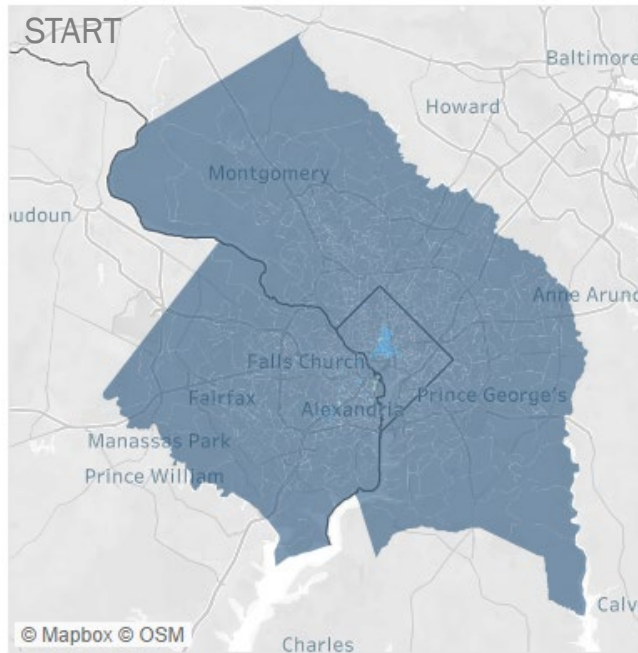 START
Baltimore
Howard
Montgomery
oudoun
Anne Arund
Falls Church
Fairfax
Alexandria
Prince George's
Manassas Park
Prince William
Calv
© Mapbox © OSM
Charles